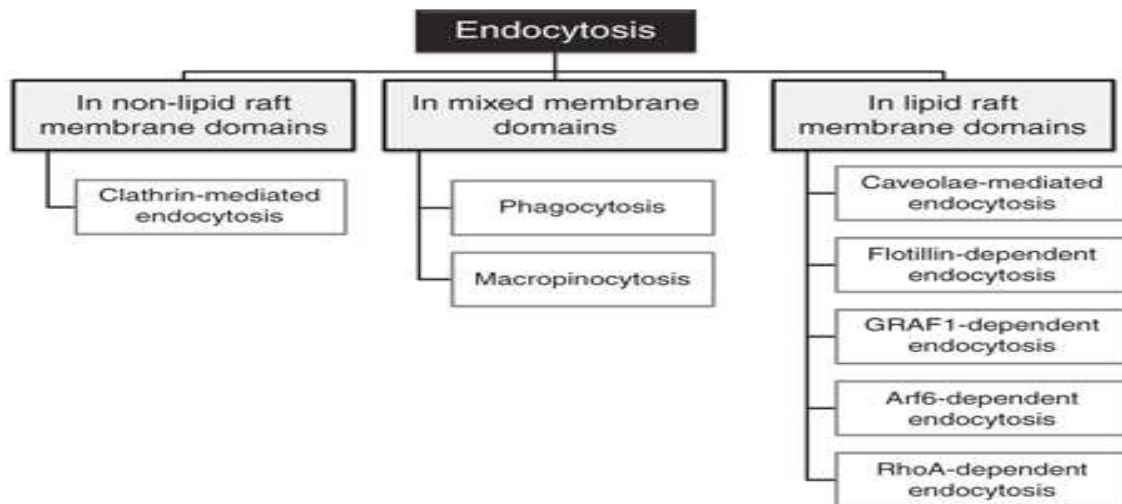 Endocytosis
In non-lipid raft
membrane domains
Clathrin-mediated
endocytosis
In mixed membrane
domains
Phagocytosis
Macropinocytosis
In lipid raft
membrane domains
Caveolae-mediated
endocytosis
Flotillin-dependent
endocytosis
GRAF1-dependent
endocytosis
Arf6-dependent
endocytosis
RhoA-dependent
endocytosis